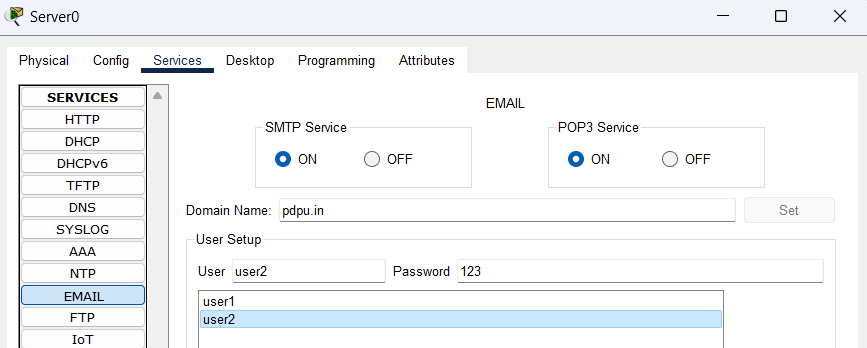 Server0
Physical Config Services Desktop Programming Attributes
SERVICES
HTTP
DHCP
DHCPv6
TFTP
DNS
SYSLOG
AAA
NTP
EMAIL
FTP
IoT
EMAIL
SMTP Service
ON OFF
POP3 Service
ON OFF
Domain Name: pdpu.in Set
User Setup
User user2 Password 123
user1
user2